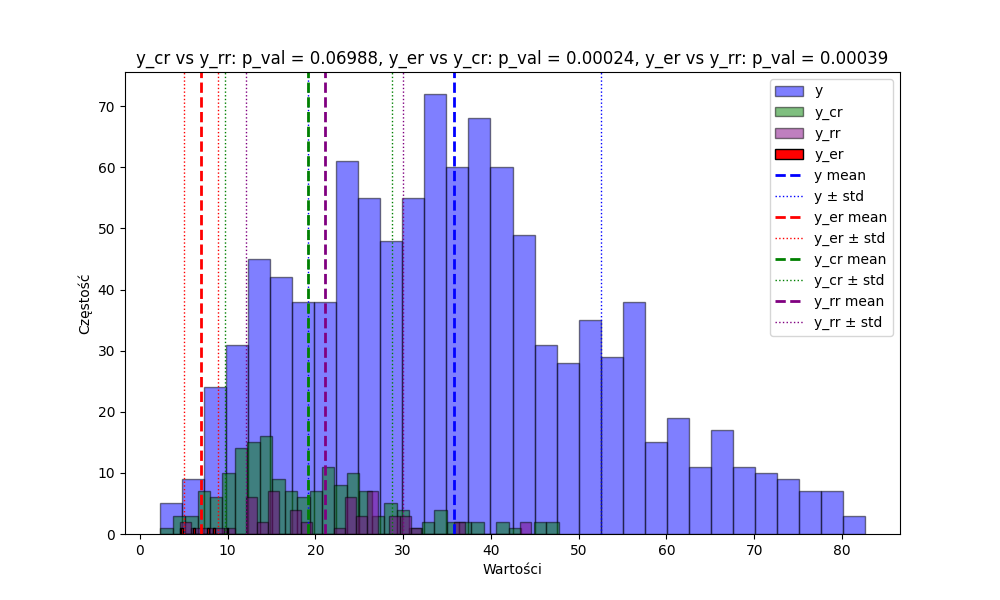 y_cr vs y_rr: p_val = 0.06988, y_er vs y_cr: p_val = 0.00024, y_er vs y_rr: p_val = 0.00039
y
y_cr
y_rr
y_er
y mean
y ± std
y_er mean
y_er ± std
y_cr mean
y_cr ± std
y_rr mean
y_rr ± std
Częstość
70
60
50
40
30
20
10
0
0 10 20 30 40 50 60 70 80
Wartości